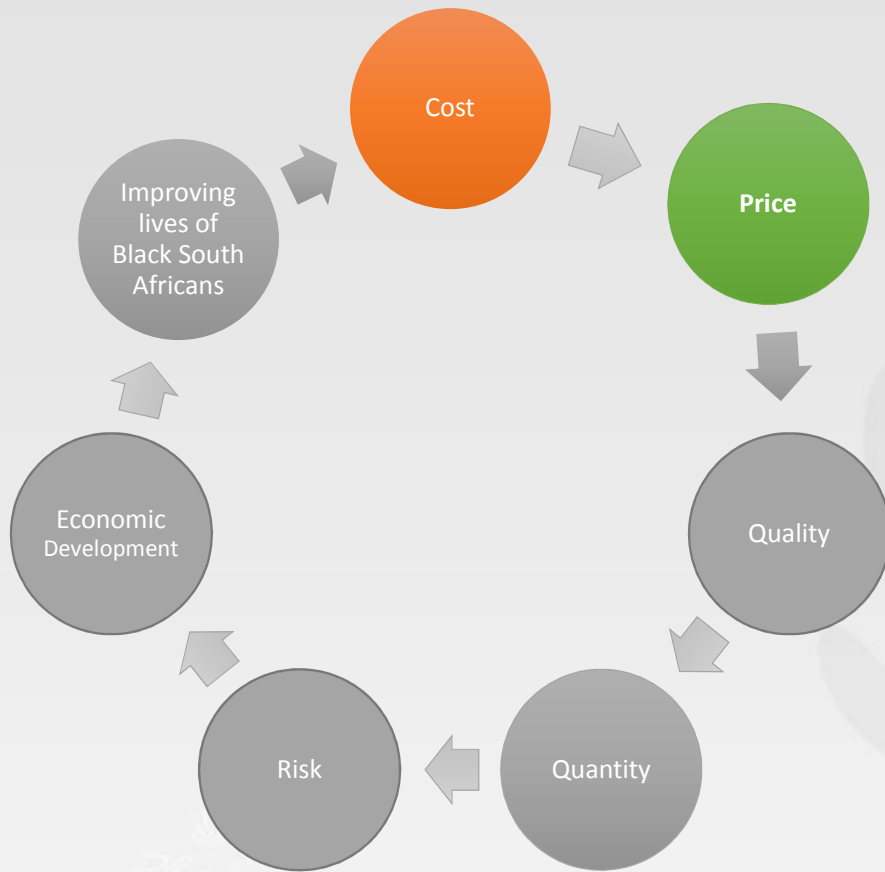 Cost
Price
Quality
Quantity
Risk
Economic
Development
Improving
lives of
Black South
Africans